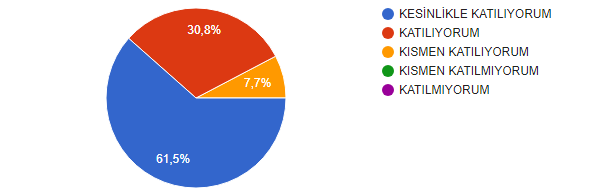 30,8%
7,7%
61,5%
KESİNLİKLE KATILIYORUM
KATILIYORUM
KISMEN KATILIYORUM
KISMEN KATILMIYORUM
KATILMIYORUM